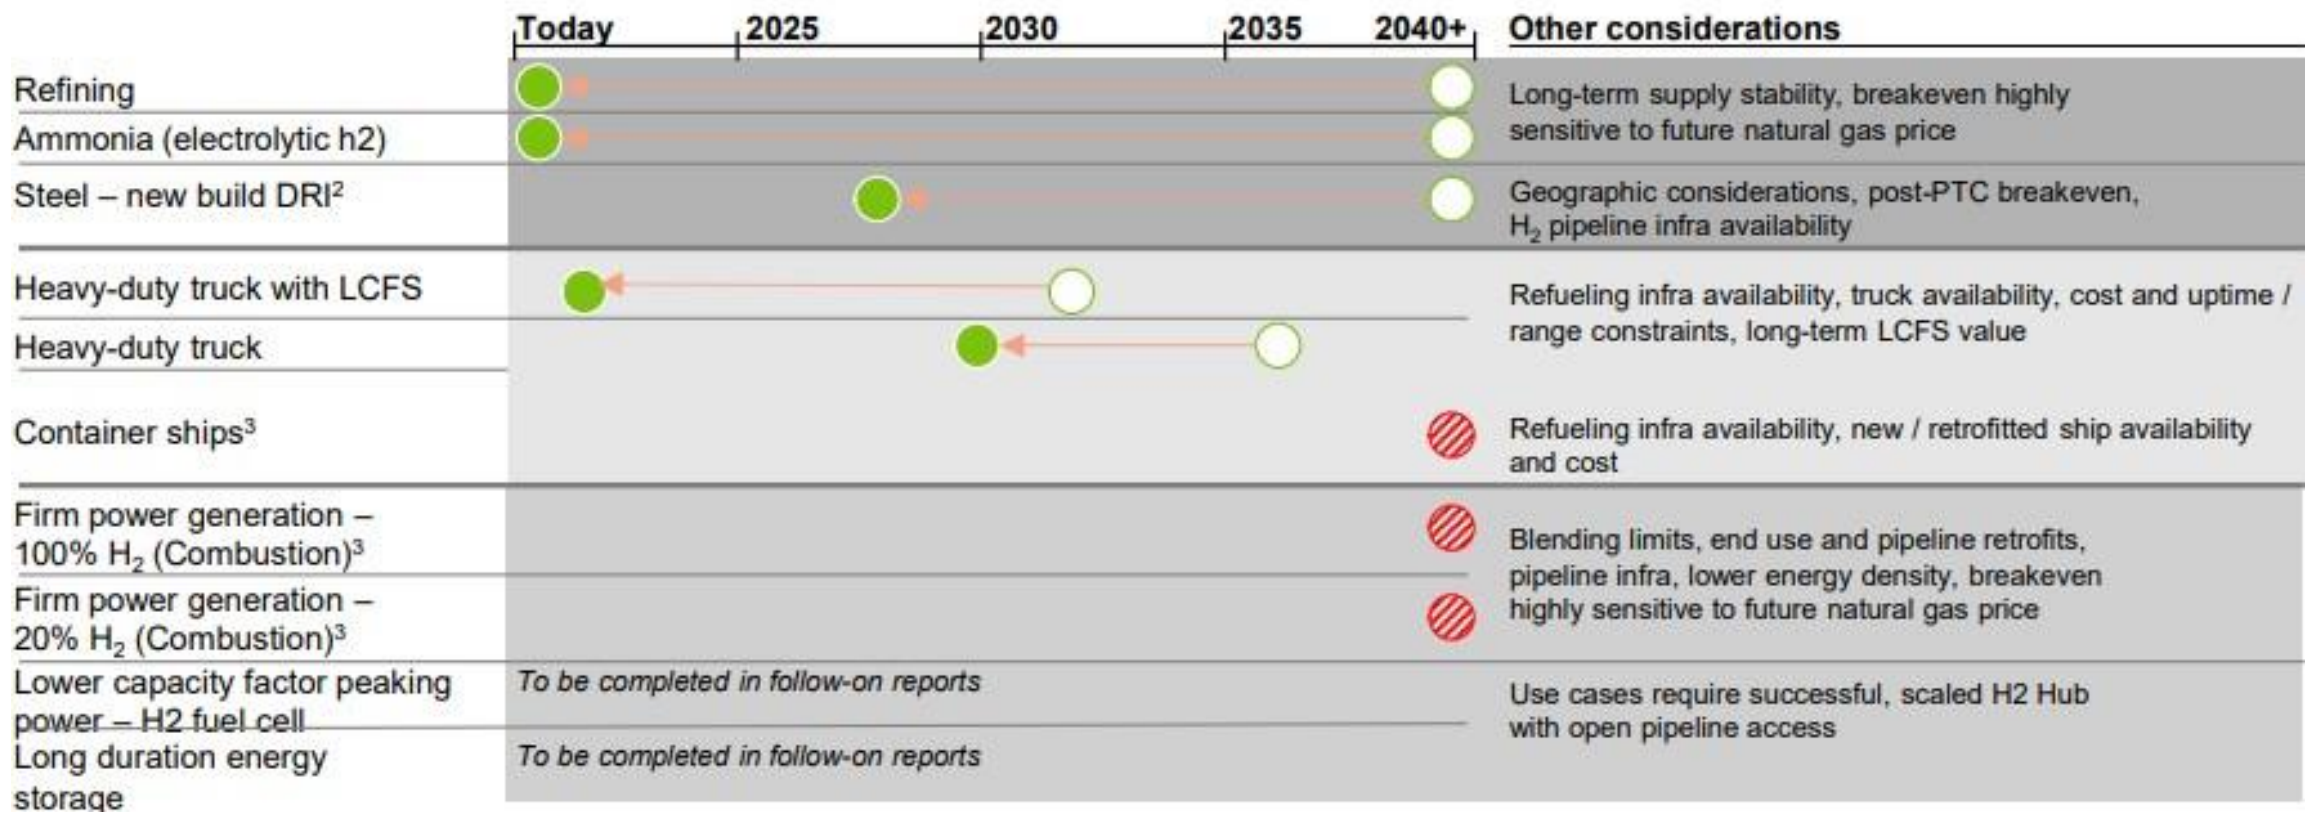 Today 2025 2030 2035 2040+ Other considerations
Refining
Ammonia (electrolytic h2)
Long-term supply stability, breakeven highly
sensitive to future natural gas price
Steel – new build DRI²
Geographic considerations, post-PTC breakeven,
H₂ pipeline infra availability
Heavy-duty truck with LCFS
Heavy-duty truck
Refueling infra availability, truck availability, cost and uptime /
range constraints, long-term LCFS value
Container ships³
Refueling infra availability, new / retrofitted ship availability
and cost
Firm power generation –
100% H₂ (Combustion)³
Firm power generation –
20% H₂ (Combustion)³
Blending limits, end use and pipeline retrofits,
pipeline infra, lower energy density, breakeven
highly sensitive to future natural gas price
Lower capacity factor peaking
power – H2 fuel cell
To be completed in follow-on reports
Long duration energy
storage
To be completed in follow-on reports
Use cases require successful, scaled H2 Hub
with open pipeline access